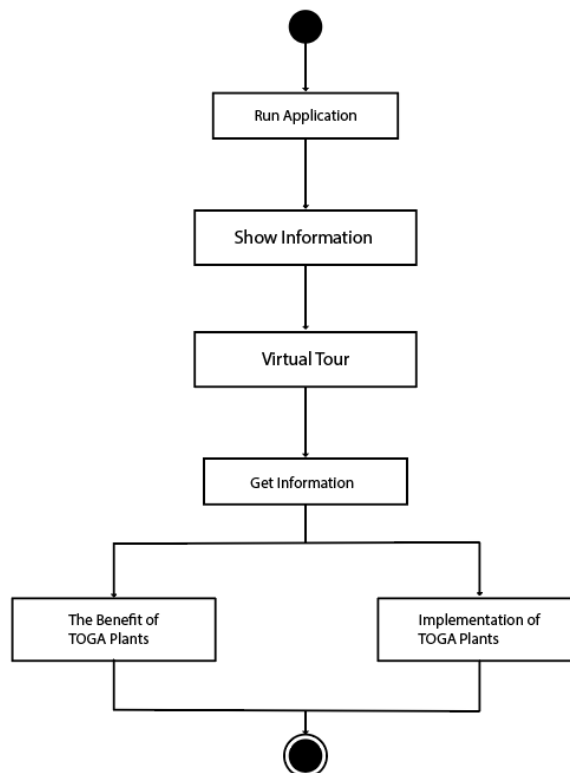 Run Application
Show Information
Virtual Tour
Get Information
The Benefit of
TOGA Plants
Implementation of
TOGA Plants